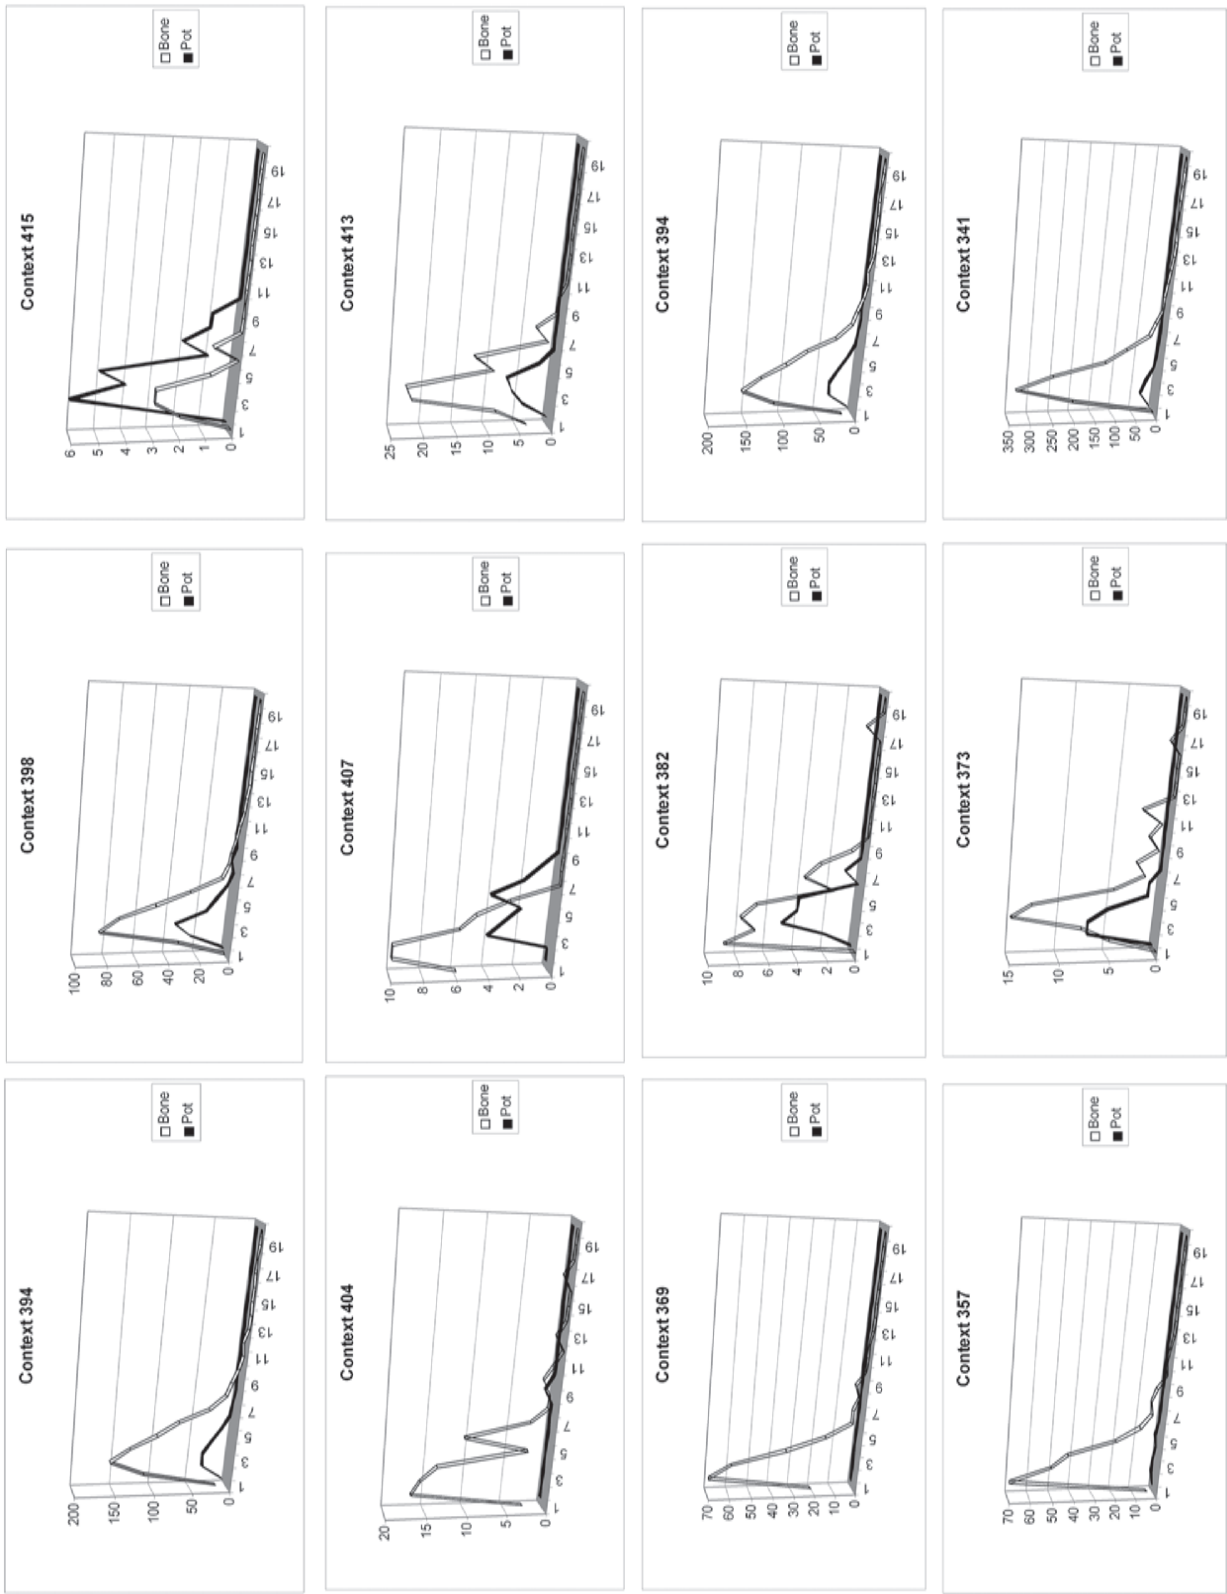 Context 394
200
150
100
50
0
1 3 5 7 9 11 13 15 17 19
Bone
Pot
Context 398
100
80
60
40
20
0
1 3 5 7 9 11 13 15 17 19
Bone
Pot
Context 415
6
5
4
3
2
1
0
1 3 5 7 9 11 13 15 17 19
Bone
Pot
Context 404
20
15
10
5
0
1 3 5 7 9 11 13 15 17 19
Bone
Pot
Context 407
10
8
6
4
2
0
1 3 5 7 9 11 13 15 17 19
Bone
Pot
Context 413
25
20
15
10
5
0
1 3 5 7 9 11 13 15 17 19
Bone
Pot
Context 369
70
60
50
40
30
20
10
0
1 3 5 7 9 11 13 15 17 19
Bone
Pot
Context 382
10
8
6
4
2
0
1 3 5 7 9 11 13 15 17 19
Bone
Pot
Context 394
200
150
100
50
0
1 3 5 7 9 11 13 15 17 19
Bone
Pot
Context 357
70
60
50
40
30
20
10
0
1 3 5 7 9 11 13 15 17 19
Bone
Pot
Context 373
15
10
5
0
1 3 5 7 9 11 13 15 17 19
Bone
Pot
Context 341
350
300
250
200
150
100
50
0
1 3 5 7 9 11 13 15 17 19
Bone
Pot